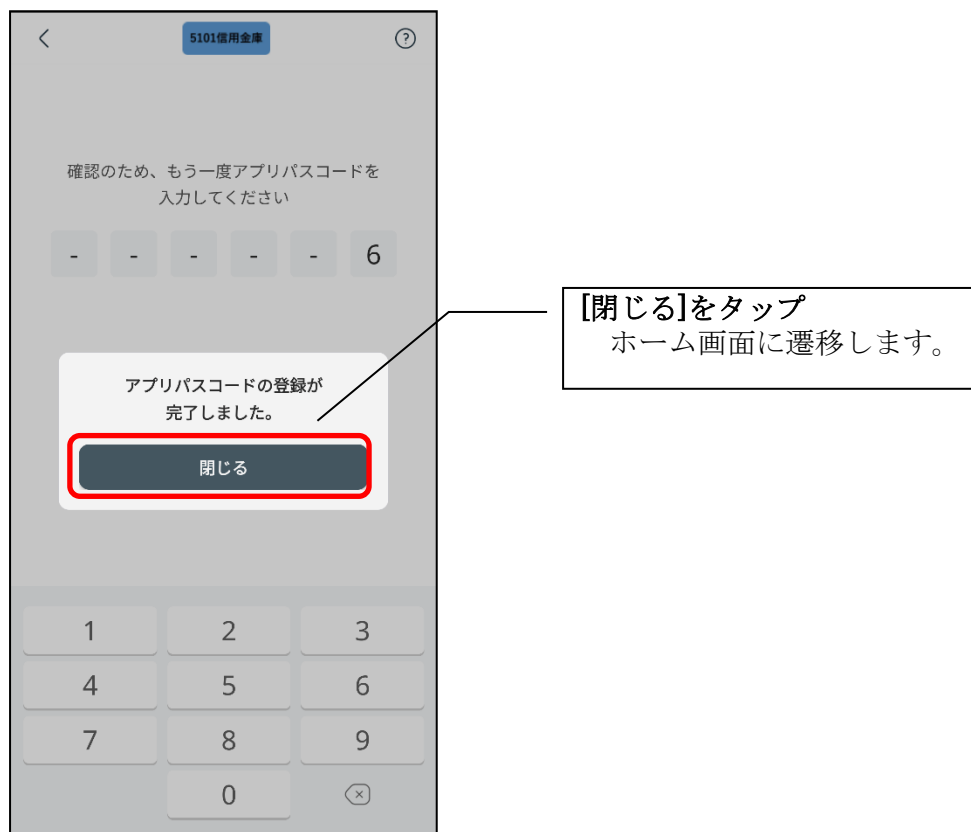 5101信用金庫
?
確認のため、もう一度アプリパスコードを
入力してください
- - - - - 6
[閉じる]をタップ
ホーム画面に遷移します。
アプリパスコードの登録が
完了しました。
閉じる
1 2 3
4 5 6
7 8 9
0